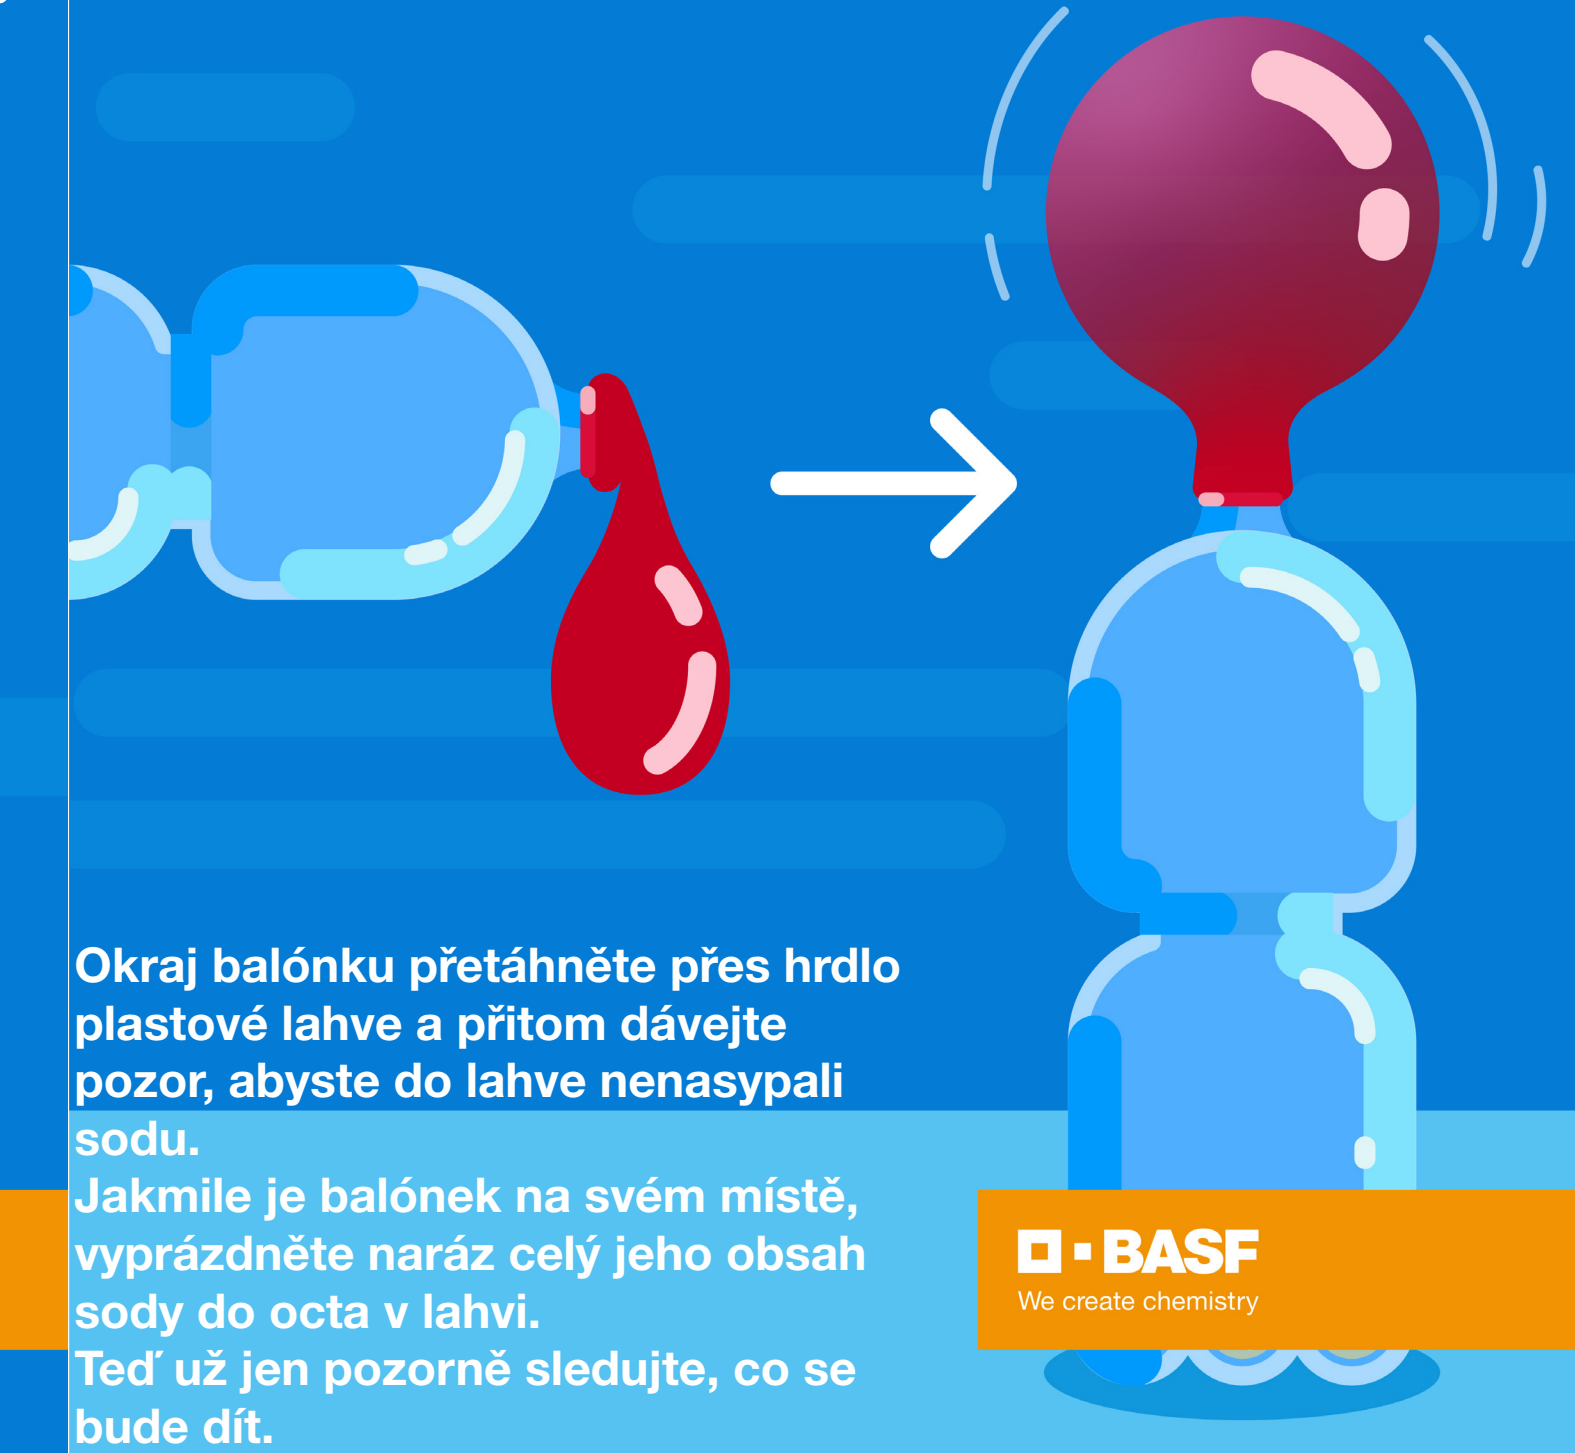 Okraj balónku přetáhněte přes hrdlo
plastové lahve a přitom dávejte
pozor, abyste do lahve nenasypali
sodu.
Jakmile je balónek na svém místě,
vyprázdněte naráz celý jeho obsah
sody do octa v lahvi.
Teď už jen pozorně sledujte, co se
bude dít.
BASF
We create chemistry